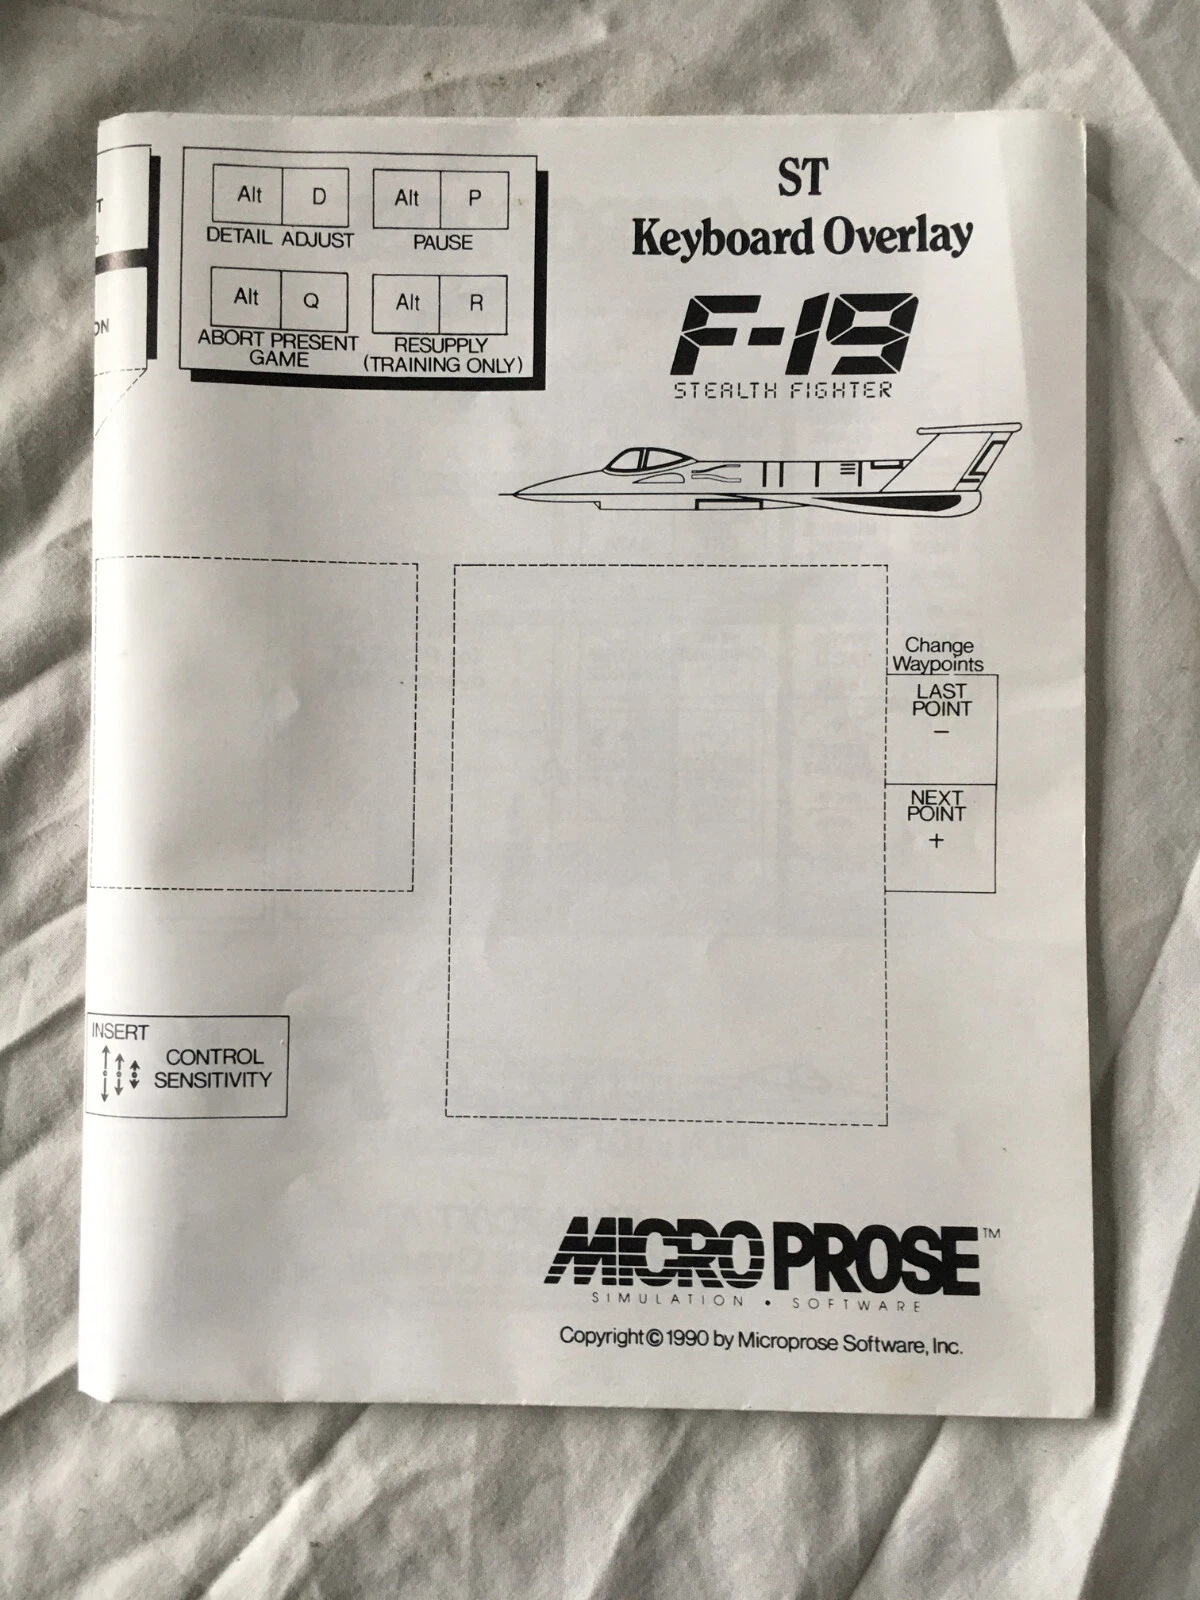 ST
Keyboard Overlay
F-19
STEALTH FIGHTER
Alt D
DETAIL ADJUST
Alt P
PAUSE
Alt Q
ABORT PRESENT
GAME
Alt R
RESUPPLY
(TRAINING ONLY)
Change
Waypoints
LAST
POINT
−
NEXT
POINT
+
INSERT
CONTROL
SENSITIVITY
MICROPROSE™
SIMULATION • SOFTWARE
Copyright © 1990 by Microprose Software, Inc.